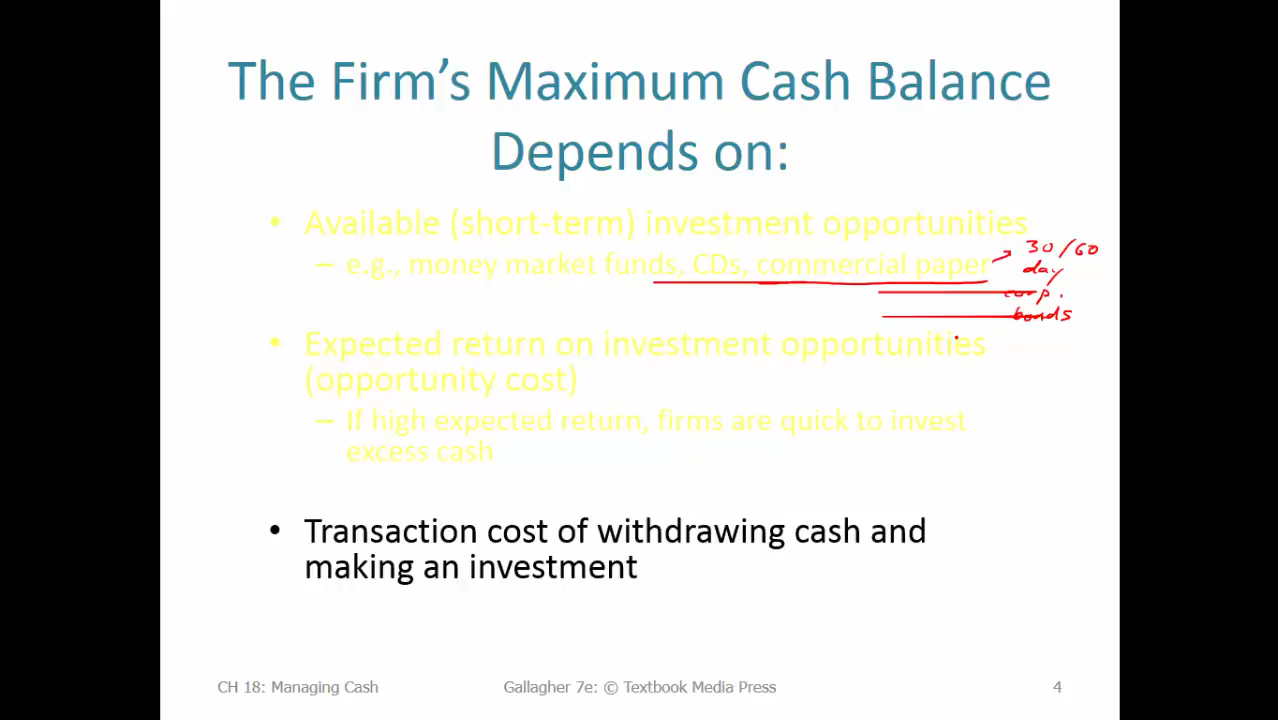 The Firm's Maximum Cash Balance
Depends on:
• Available (short-term) investment opportunities
– e.g., money market funds, CDs, commercial paper
30/60
day
corp.
bonds
• Expected return on investment opportunities
(opportunity cost)
– If high expected return, firms are quick to invest
excess cash
• Transaction cost of withdrawing cash and
making an investment
CH 18: Managing Cash
Gallagher 7e: © Textbook Media Press
4